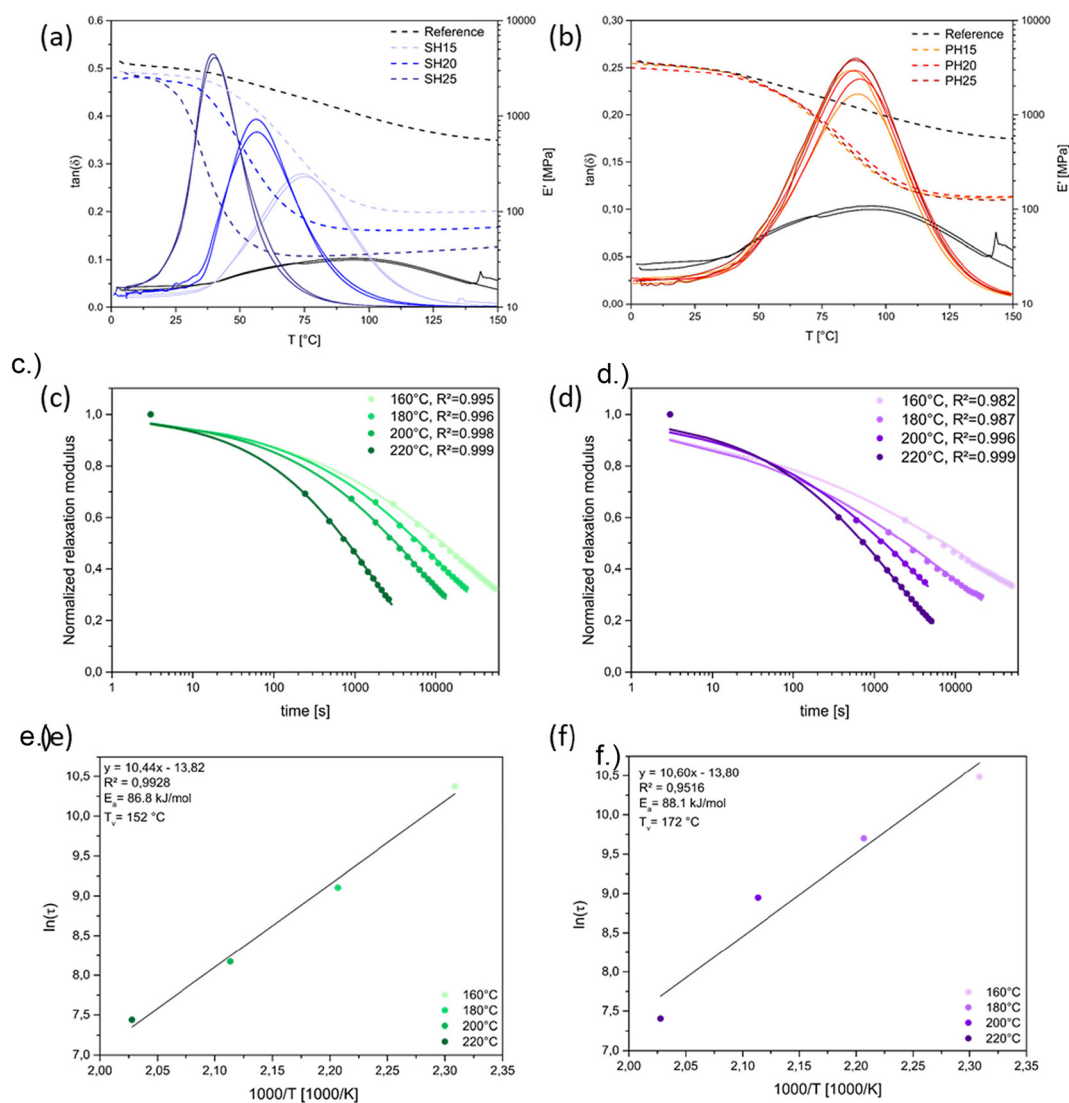 (a)
Reference
SH15
SH20
SH25
0.6
0.5
0.4
0.3
0.2
0.1
0.0
tan(δ)
10000
1000
100
10
E' [MPa]
0
25
50
75
100
125
150
T [°C]
(b)
Reference
PH15
PH20
PH25
0,30
0,25
0,20
0,15
0,10
0,05
0,00
tan(δ)
10000
1000
100
10
E' [MPa]
0
25
50
75
100
125
150
T [°C]
c.)
(c)
160°C, R²=0.995
180°C, R²=0.996
200°C, R²=0.998
220°C, R²=0.999
1,0
0,8
0,6
0,4
0,2
0,0
Normalized relaxation modulus
1
10
100
1000
10000
time [s]
d.)
(d)
160°C, R²=0.982
180°C, R²=0.987
200°C, R²=0.996
220°C, R²=0.999
1,0
0,8
0,6
0,4
0,2
0,0
Normalized relaxation modulus
1
10
100
1000
10000
time [s]
e.)
(e)
y = 10,44x - 13,82
R² = 0,9928
Ea= 86.8 kJ/mol
Tv= 152 °C
10,5
10,0
9,5
9,0
8,5
8,0
7,5
7,0
ln(τ)
160°C
180°C
200°C
220°C
2,00
2,05
2,10
2,15
2,20
2,25
2,30
2,35
1000/T [1000/K]
(f)
f.)
y = 10,60x - 13,80
R² = 0,9516
Ea= 88.1 kJ/mol
Tv= 172 °C
10,5
10,0
9,5
9,0
8,5
8,0
7,5
7,0
ln(τ)
160°C
180°C
200°C
220°C
2,00
2,05
2,10
2,15
2,20
2,25
2,30
2,35
1000/T [1000/K]